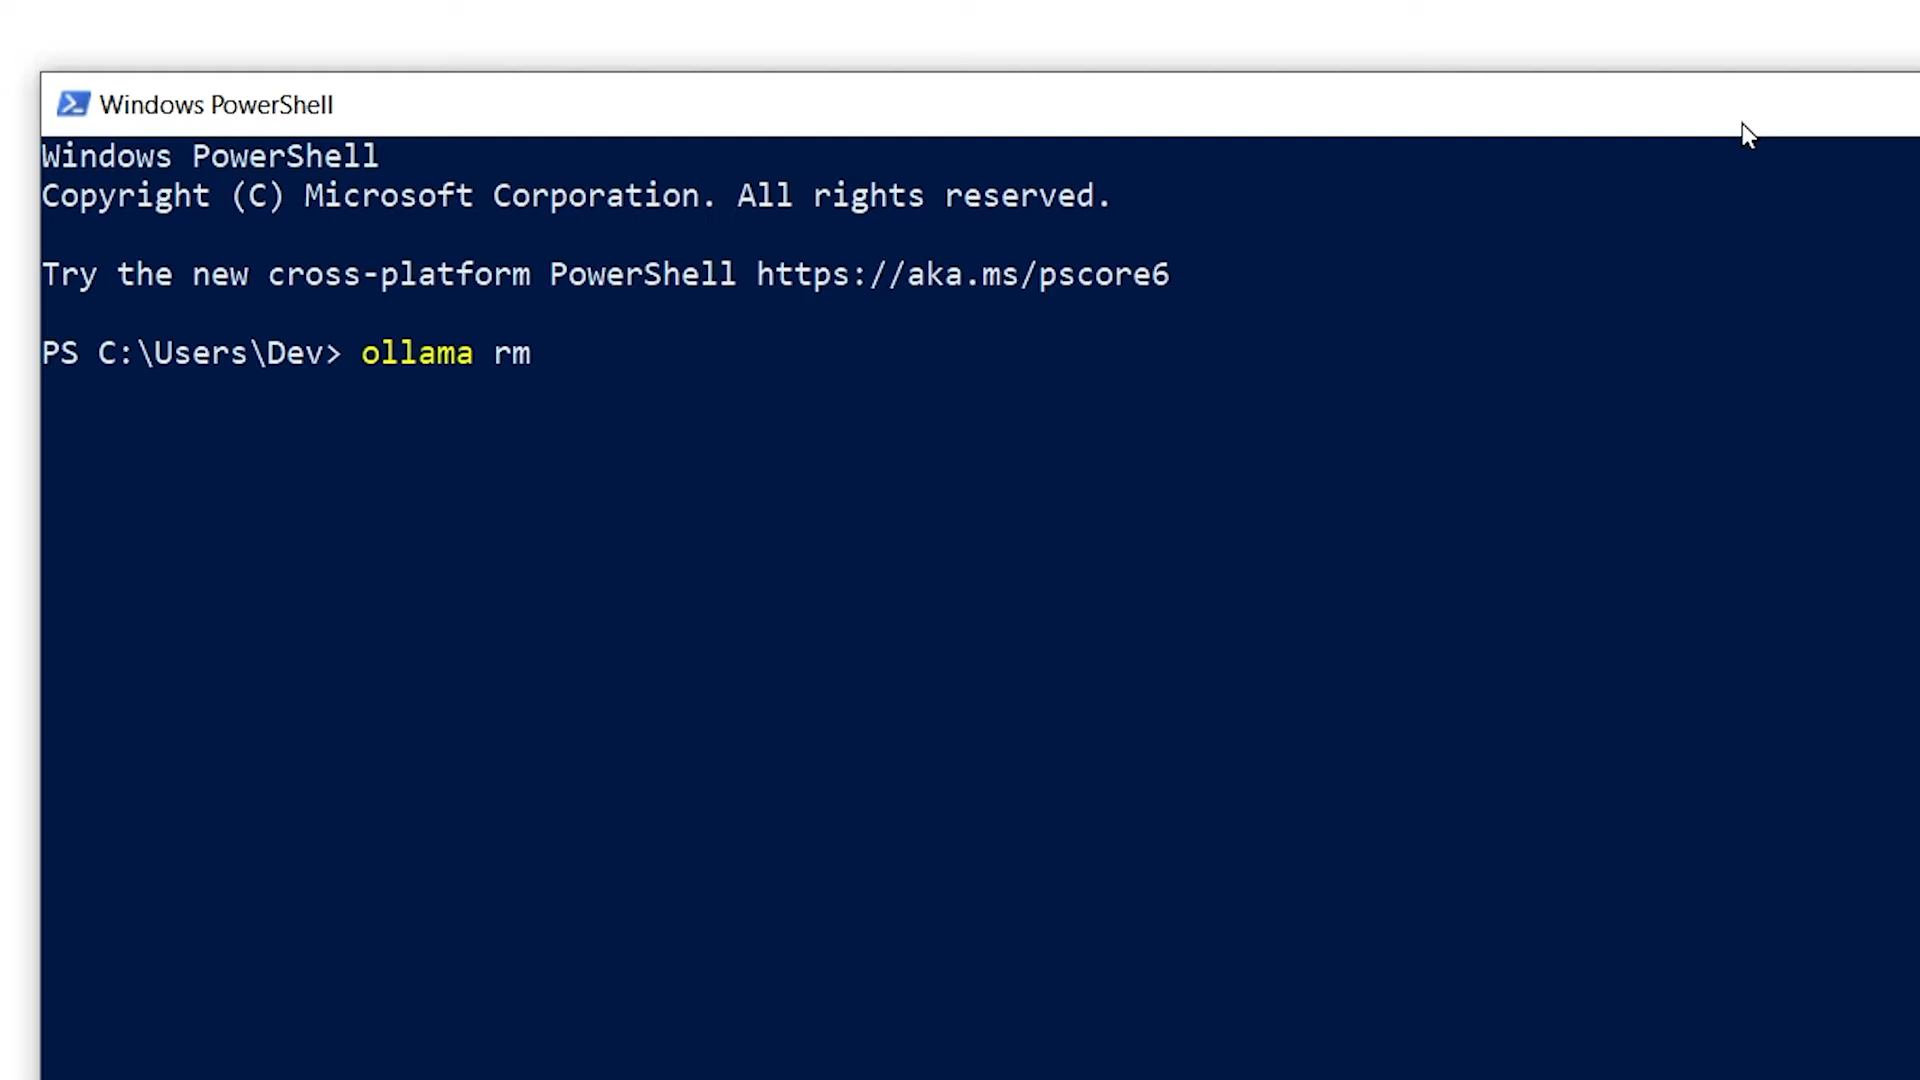 Windows PowerShell
Windows PowerShell
Copyright (C) Microsoft Corporation. All rights reserved.
Try the new cross-platform PowerShell https://aka.ms/pscore6
PS C:\Users\Dev> ollama rm